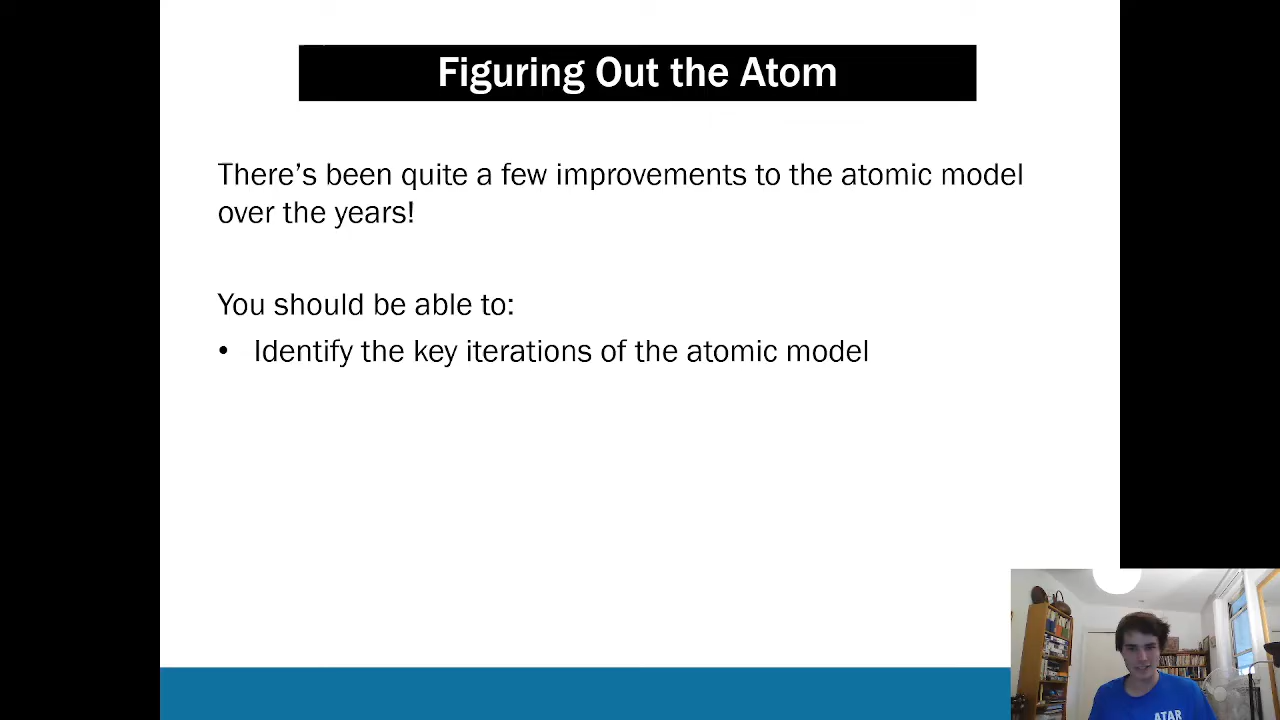 Figuring Out the Atom
There’s been quite a few improvements to the atomic model
over the years!
You should be able to:
• Identify the key iterations of the atomic model
ATAR